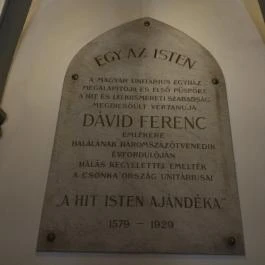 EGY AZ ISTEN
A MAGYAR UNITÁRIUS EGYHÁZ
MEGALAPÍTÓJA ÉS ELSŐ PÜSPÖKE
A HIT ÉS LELKIISMERETI SZABADSÁG
MEGDICSŐÜLT VÉRTANUJA
DÁVID FERENC
EMLÉKÉRE
HALÁLÁNAK HÁROMSZÁZÖTVENEDIK
ÉVFORDULÓJÁN
HÁLÁS KEGYELETTEL EMELTÉK
A CSONKA ORSZÁG UNITÁRIUSAI
„A HIT ISTEN AJÁNDÉKA."
1579 – 1929